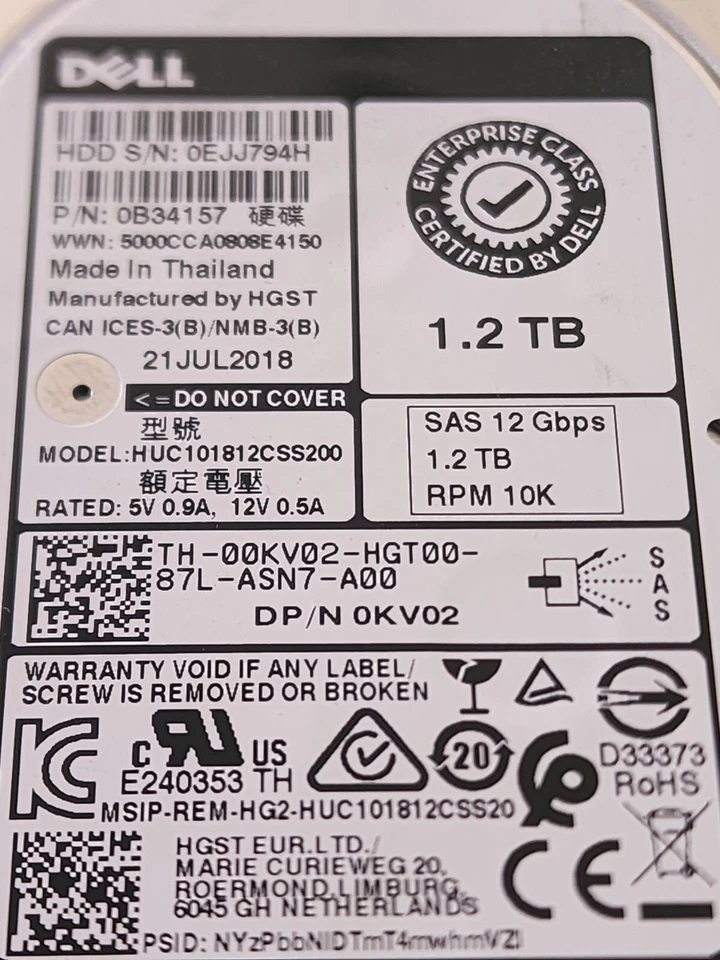 DELL
HDD S/N: 0EJJ794H
P/N: 0B34157 硬碟
WWN: 5000CCA0808E4150
Made In Thailand
Manufactured by HGST
CAN ICES-3(B)/NMB-3(B)
21JUL2018
<=DO NOT COVER
型號
MODEL:HUC101812CSS200
額定電壓
RATED: 5V 0.9A, 12V 0.5A
ENTERPRISE CLASS
CERTIFIED BY DELL
1.2 TB
SAS 12 Gbps
1.2 TB
RPM 10K
TH-00KV02-HGT00-
87L-ASN7-A00
DP/N 0KV02
SAS
WARRANTY VOID IF ANY LABEL/
SCREW IS REMOVED OR BROKEN
C US
E240353 TH
20
D33373
RoHS
MSIP-REM-HG2-HUC101812CSS20
HGST EUR.LTD./
MARIE CURIEWEG 20,
ROERMOND,LIMBURG,
6045 GH NETHERLANDS
CE
PSID: